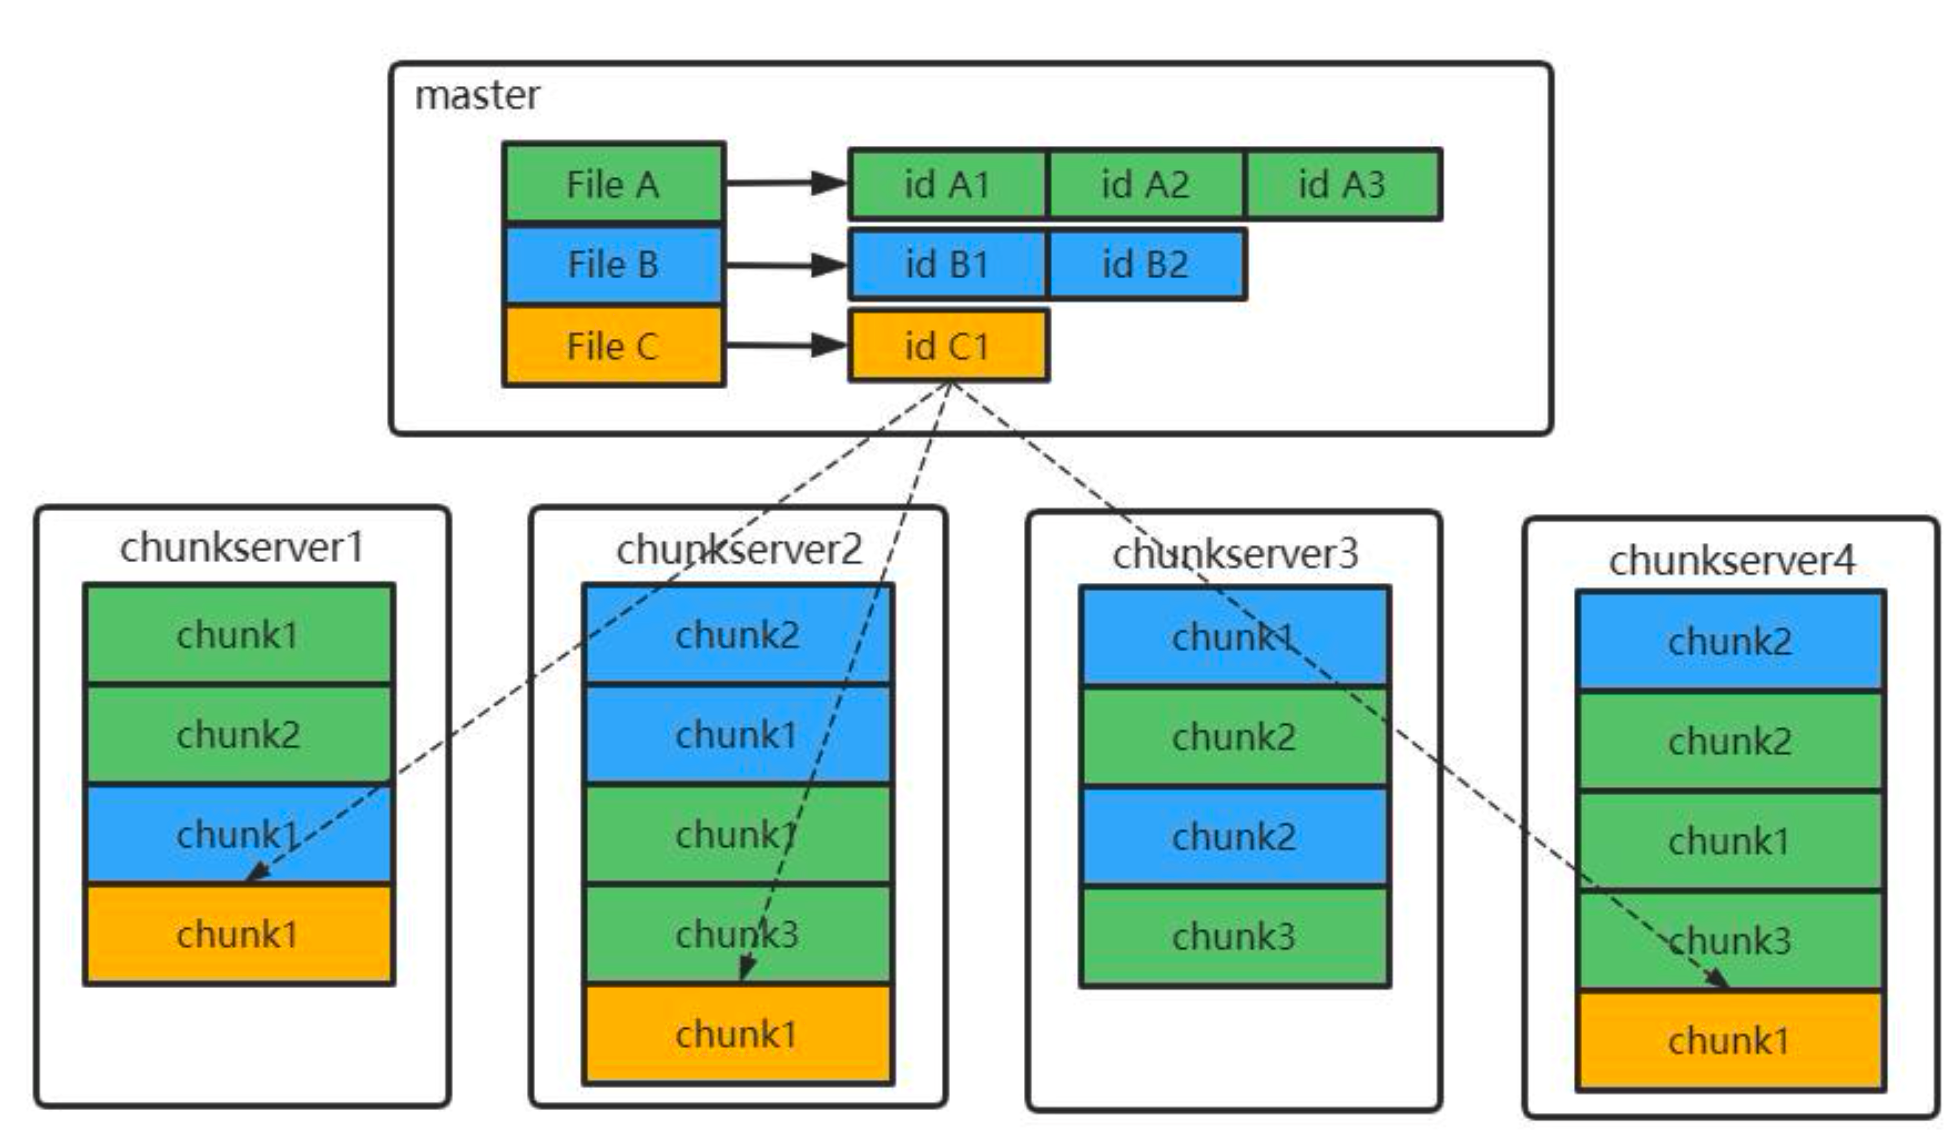 master
File A
id A1
id A2
id A3
File B
id B1
id B2
File C
id C1
chunkserver1
chunk1
chunk2
chunk1
chunk1
chunkserver2
chunk2
chunk1
chunk1
chunk3
chunk1
chunkserver3
chunk1
chunk2
chunk2
chunk3
chunkserver4
chunk2
chunk2
chunk1
chunk3
chunk1